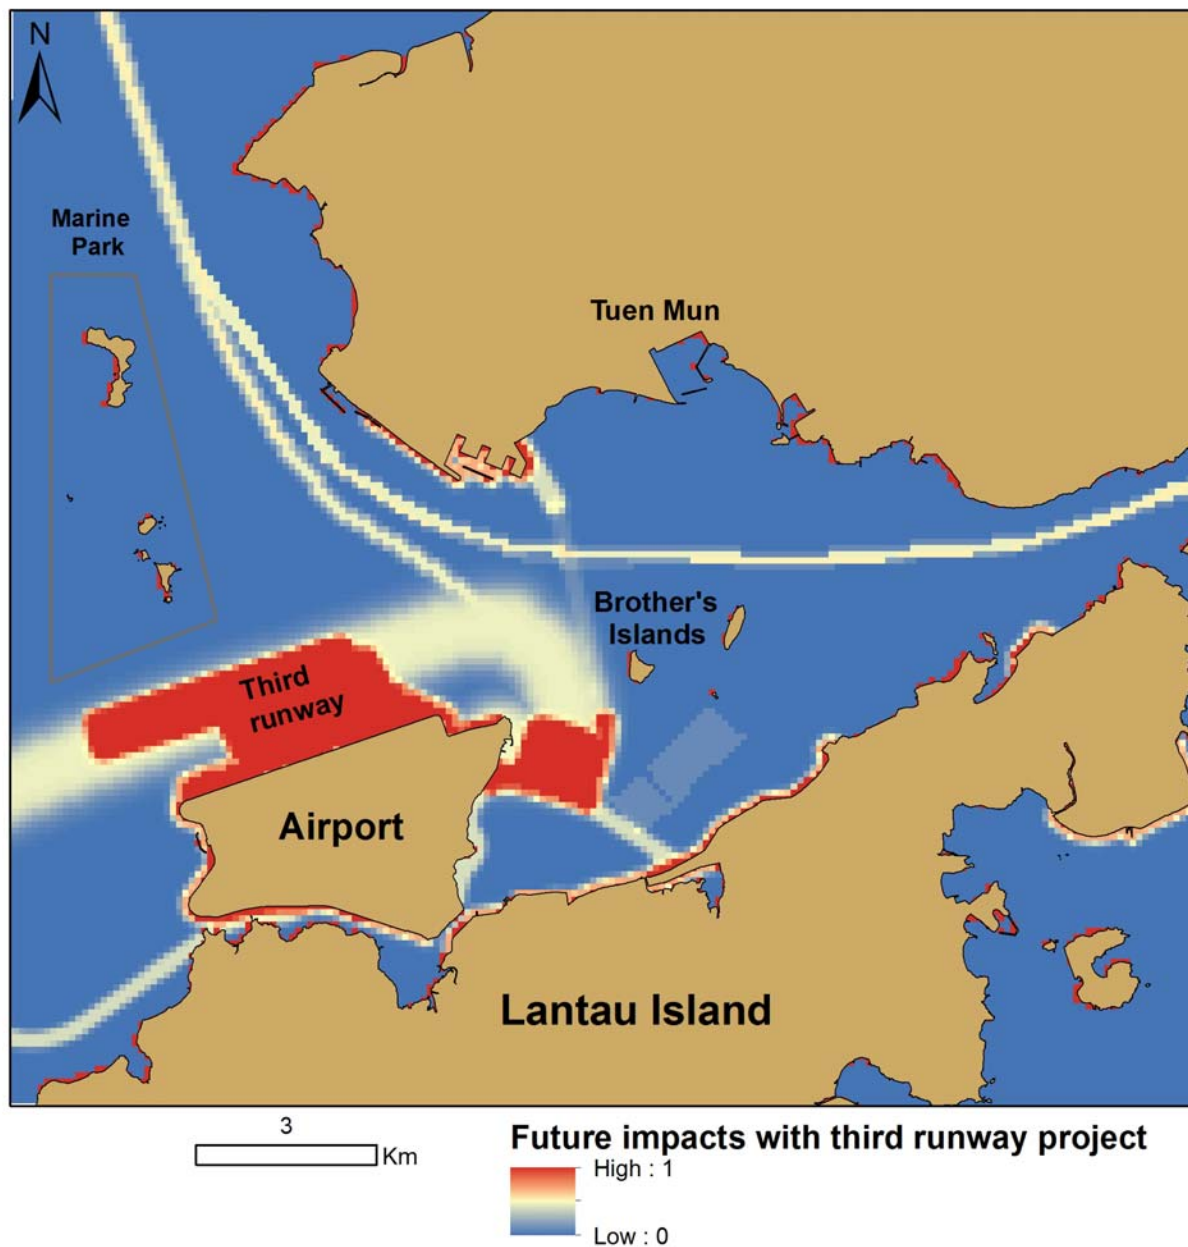 N
Marine
Park
Tuen Mun
Brother's
Islands
Third
runway
Airport
Lantau Island
3
Km
Future impacts with third runway project
High : 1
Low : 0